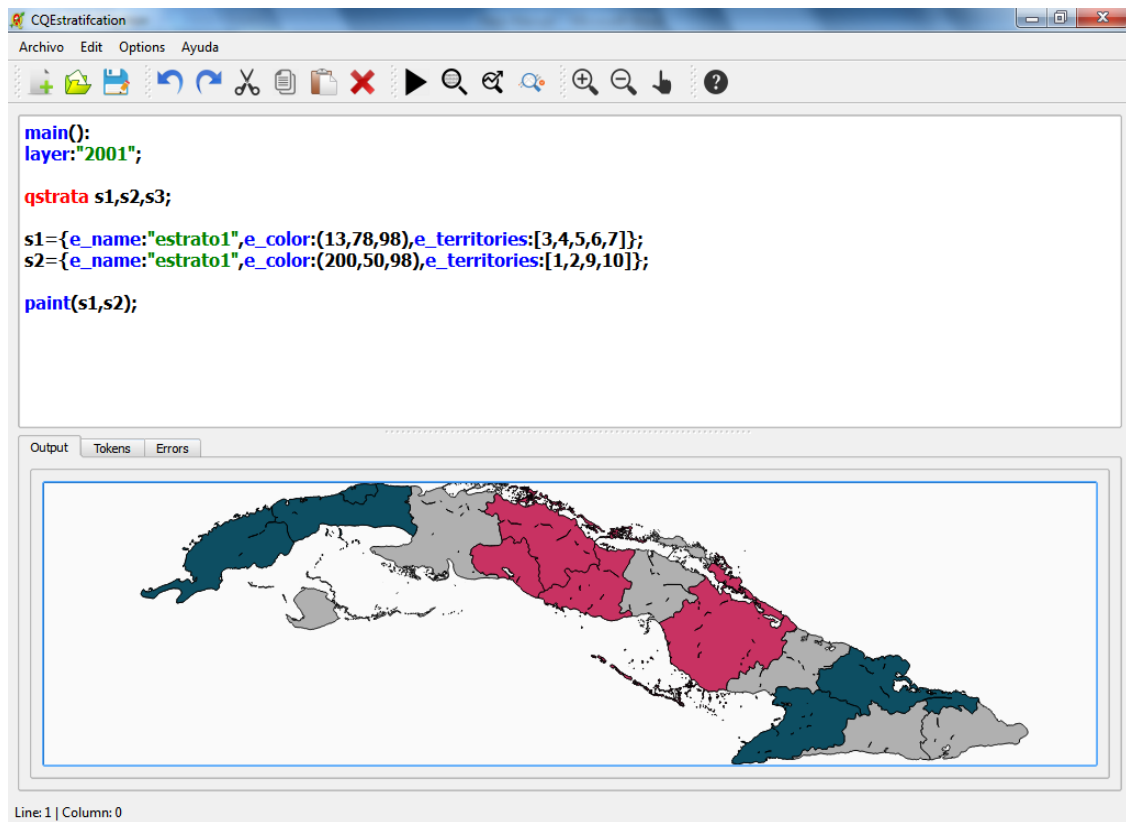 CQEstratifcation
Archivo Edit Options Ayuda
main():
layer:"2001";
qstrata s1,s2,s3;
s1={e_name:"estrato1",e_color:(13,78,98),e_territories:[3,4,5,6,7]};
s2={e_name:"estrato1",e_color:(200,50,98),e_territories:[1,2,9,10]};
paint(s1,s2);
Output Tokens Errors
Line: 1 | Column: 0